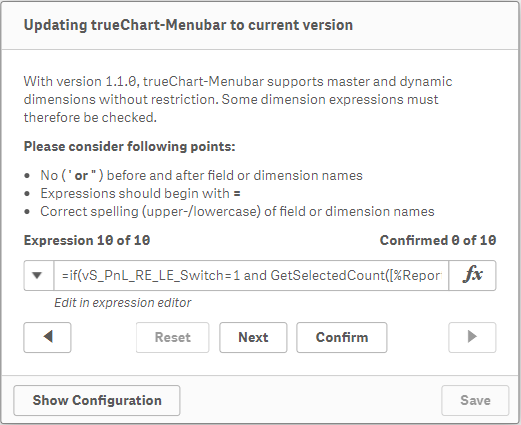 Updating trueChart-Menubar to current version
With version 1.1.0, trueChart-Menubar supports master and dynamic
dimensions without restriction. Some dimension expressions must
therefore be checked.
Please consider following points:
• No ( ' or " ) before and after field or dimension names
• Expressions should begin with =
• Correct spelling (upper-/lowercase) of field or dimension names
Expression 10 of 10 Confirmed 0 of 10
=if(vS_PnL_RE_LE_Switch=1 and GetSelectedCount([%Repor fx
Edit in expression editor
Reset Next Confirm
Show Configuration Save